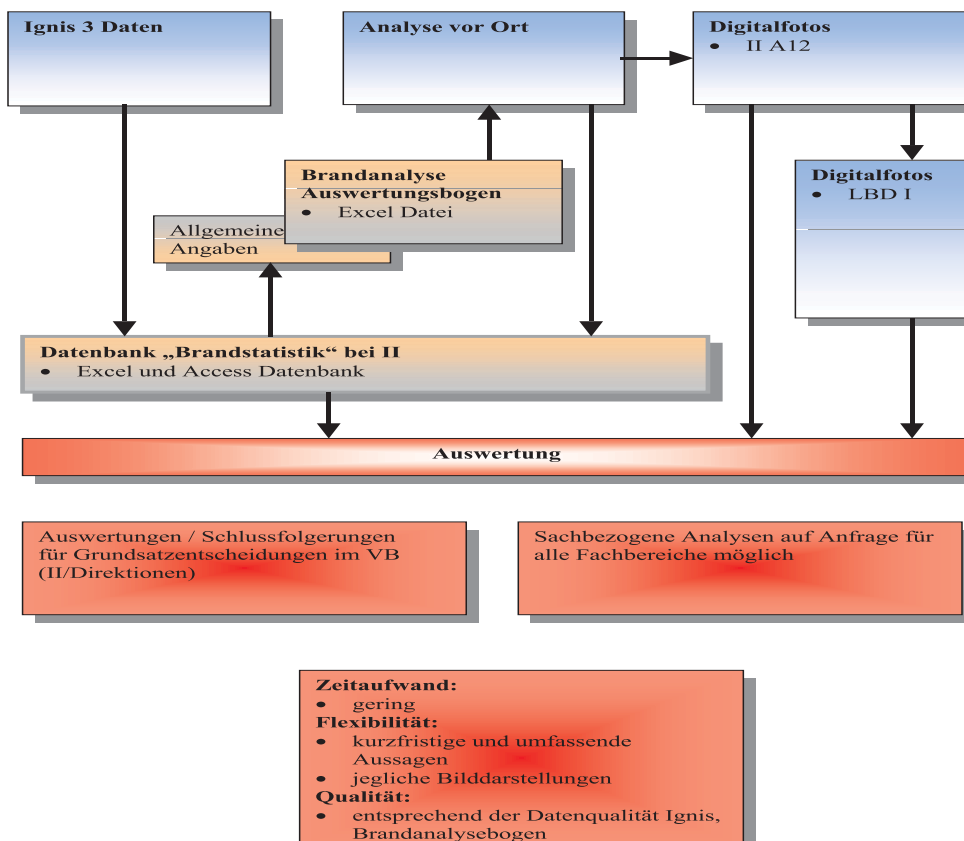 Ignis 3 Daten
Analyse vor Ort
Digitalfotos
• II A12
Brandanalyse
Auswertungsbogen
• Excel Datei
Digitalfotos
• LBD I
Allgemeine
Angaben
Datenbank „Brandstatistik“ bei II
• Excel und Access Datenbank
Auswertung
Auswertungen / Schlussfolgerungen
für Grundsatzentscheidungen im VB
(II/Direktionen)
Sachbezogene Analysen auf Anfrage für
alle Fachbereiche möglich
Zeitaufwand:
• gering
Flexibilität:
• kurzfristige und umfassende
Aussagen
• jegliche Bilddarstellungen
Qualität:
• entsprechend der Datenqualität Ignis,
Brandanalysebogen